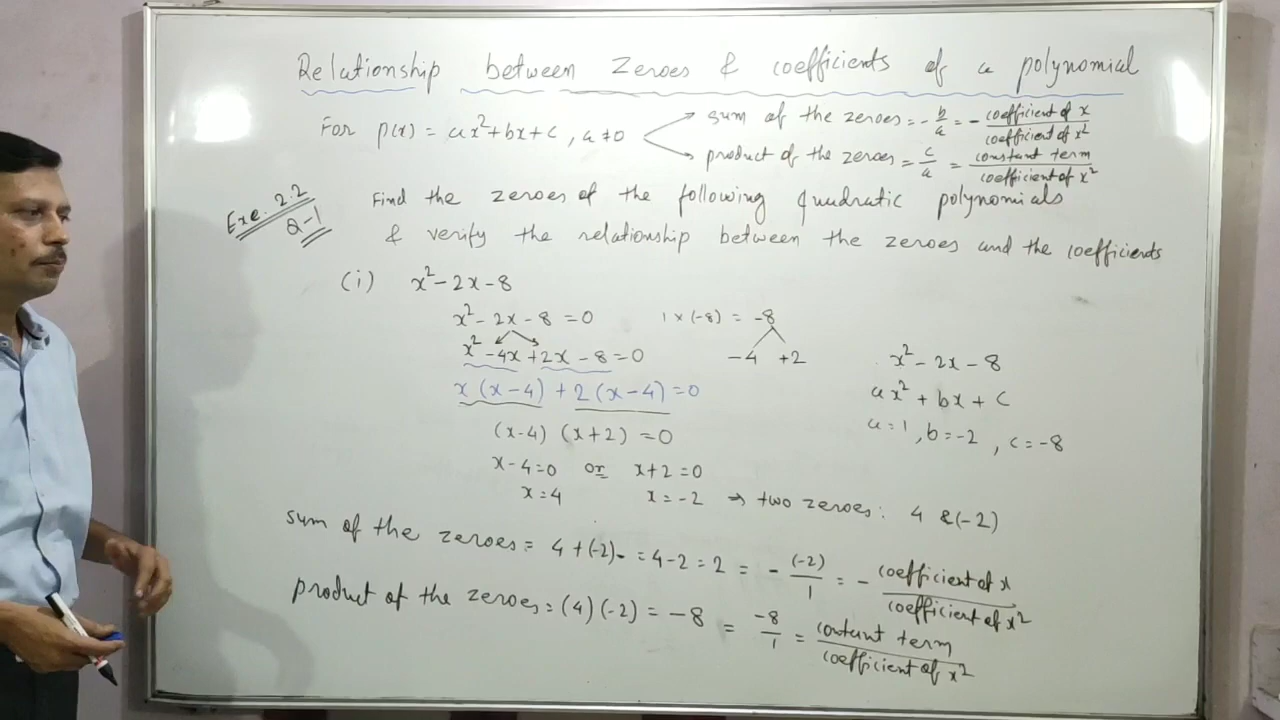 Relationship between Zeroes & coefficients of a polynomial
For p(x) = ax²+bx+c , a≠0
sum of the zeroes = -b/a = - coefficient of x / coefficient of x²
product of the zeroes = c/a = constant term / coefficient of x²
Exe. 2.2
Q-1
Find the zeroes of the following quadratic polynomials
& verify the relationship between the zeroes and the coefficients
(i) x²-2x-8
x²-2x-8=0
1×(-8) = -8
-4 +2
x²-4x+2x-8=0
x(x-4)+2(x-4)=0
(x-4) (x+2) =0
x-4=0 or x+2=0
x=4 x=-2 ⇒ two zeroes: 4 &(-2)
x²-2x-8
ax²+bx+c
a=1, b=-2, c=-8
sum of the zeroes = 4+(-2) = 4-2 = 2 = - (-2)/1 = - coefficient of x / coefficient of x²
product of the zeroes = (4)(-2) = -8 = -8/1 = contant term / coefficient of x²